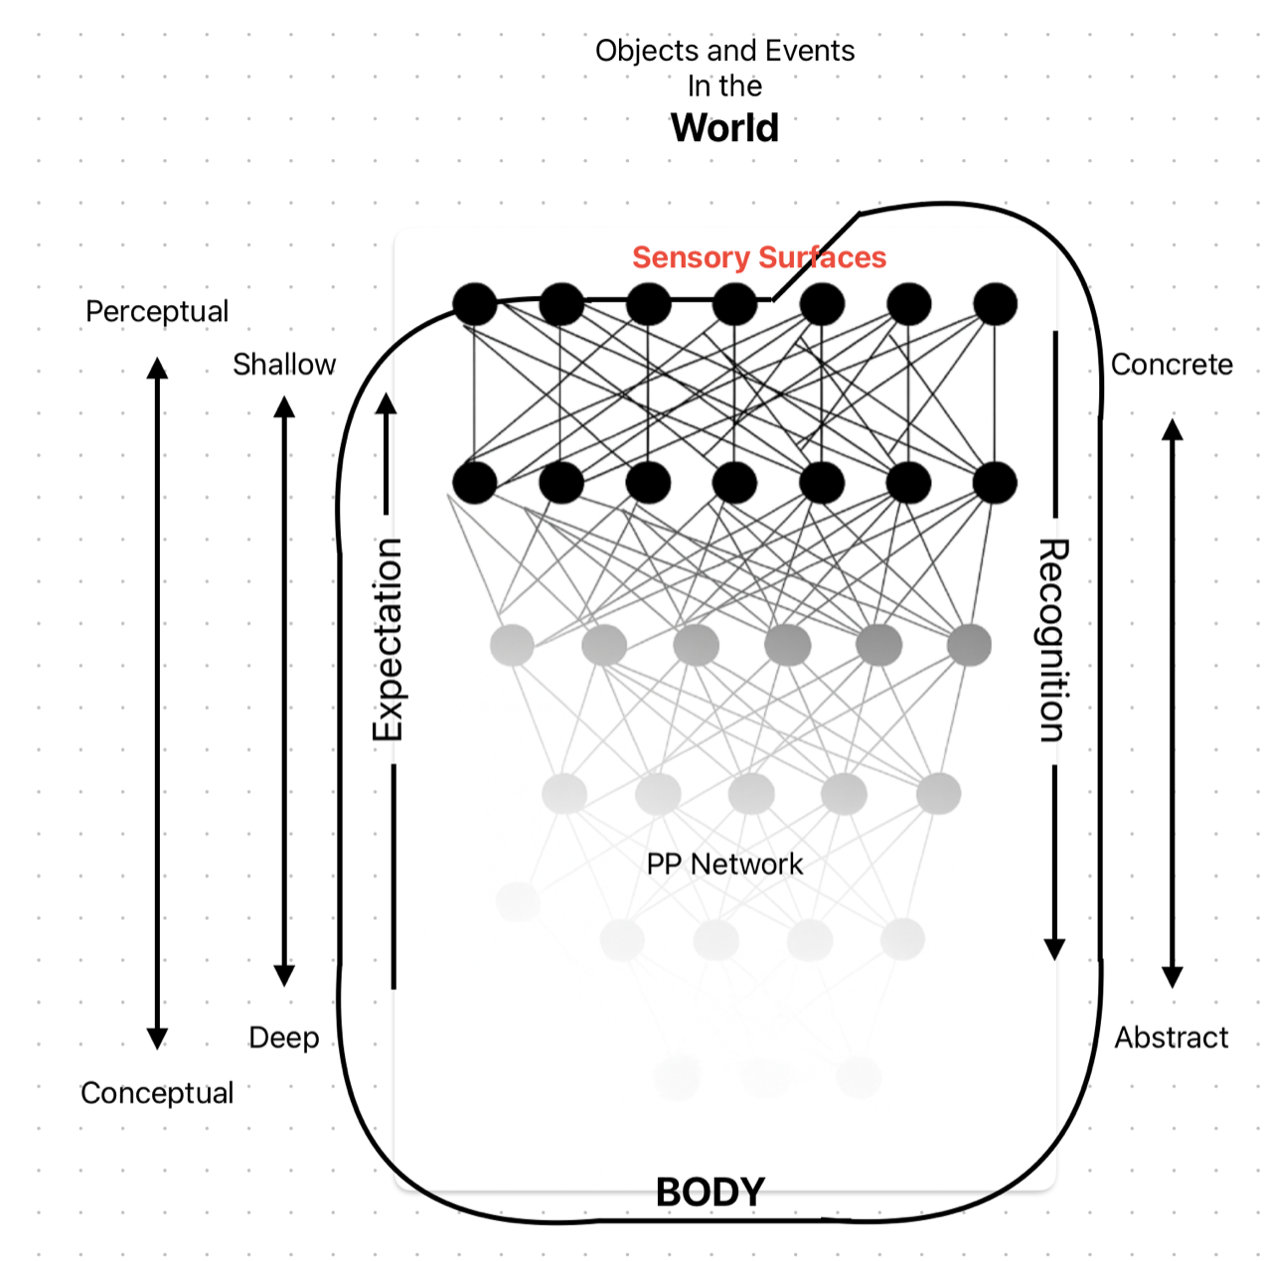 Objects and Events
In the
World
Sensory Surfaces
Perceptual
Shallow
Concrete
Expectation
Recognition
PP Network
Deep
Abstract
Conceptual
BODY